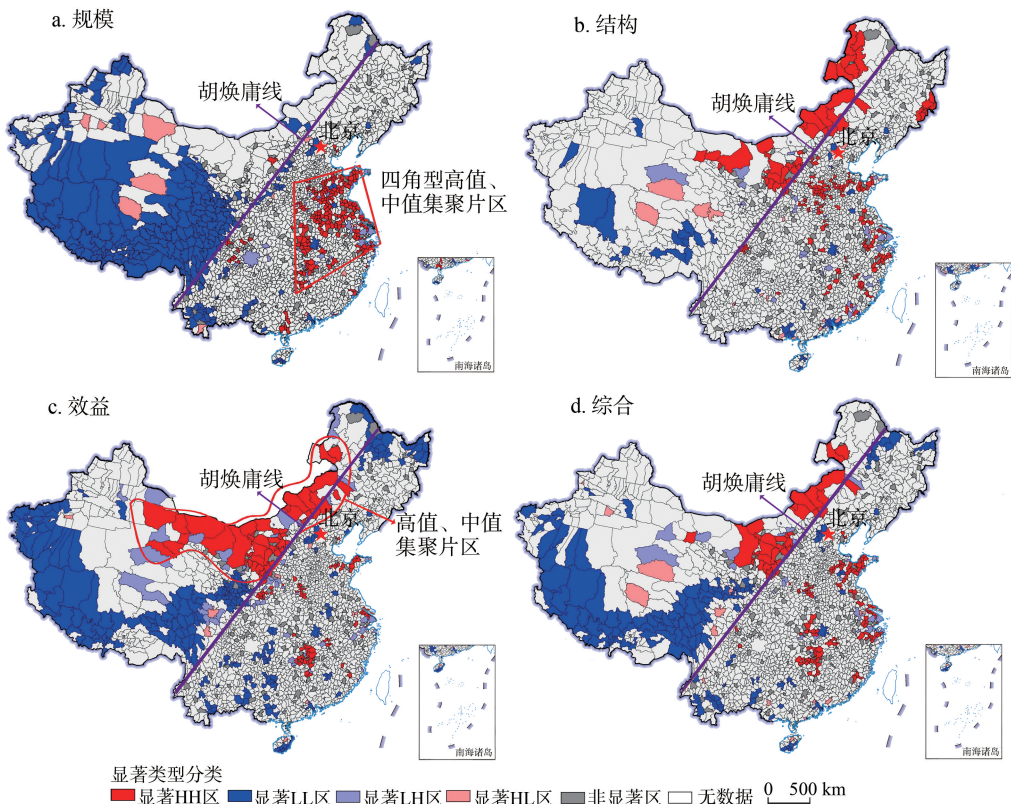 a. 规模
胡焕庸线
北京
四角型高值、
中值集聚片区
南海诸岛
b. 结构
胡焕庸线
北京
南海诸岛
c. 效益
胡焕庸线
北京
高值、中值
集聚片区
南海诸岛
d. 综合
胡焕庸线
北京
南海诸岛
显著类型分类
显著HH区 显著LL区 显著LH区 显著HL区 非显著区 无数据 0 500 km